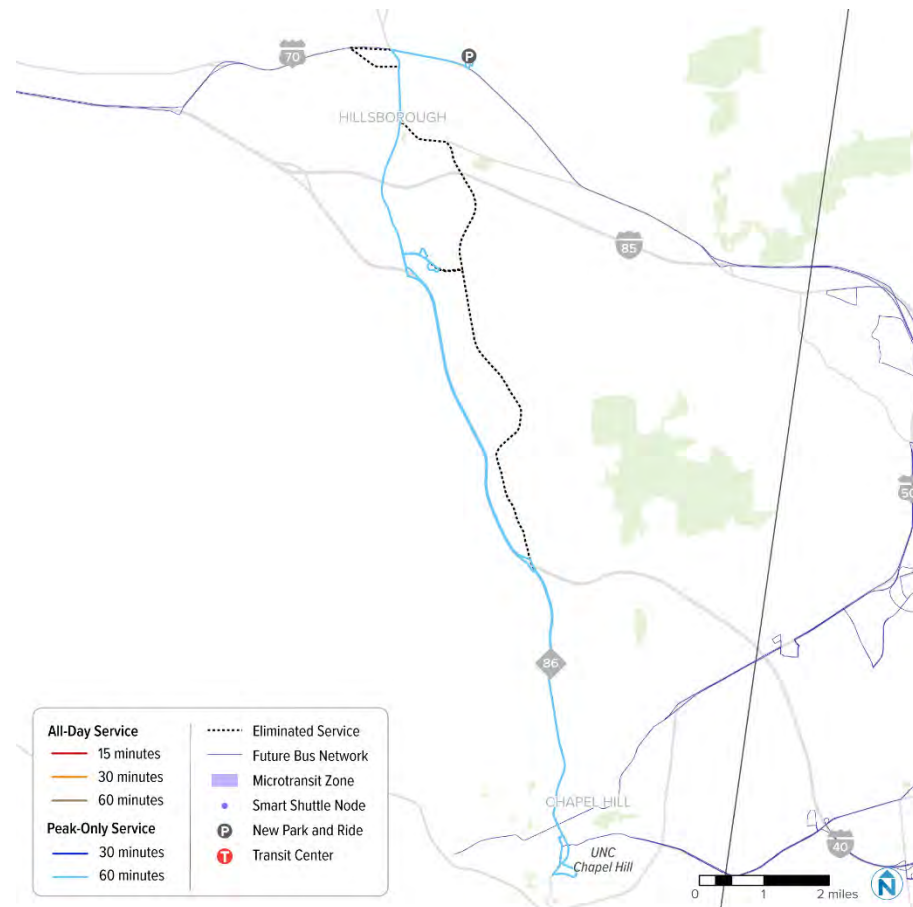 70
P
HILLSBOROUGH
85
86
CHAPEL HILL
UNC
Chapel Hill
40
0
1
2 miles
N
All-Day Service
15 minutes
30 minutes
60 minutes
Peak-Only Service
30 minutes
60 minutes
Eliminated Service
Future Bus Network
Microtransit Zone
Smart Shuttle Node
P New Park and Ride
T Transit Center